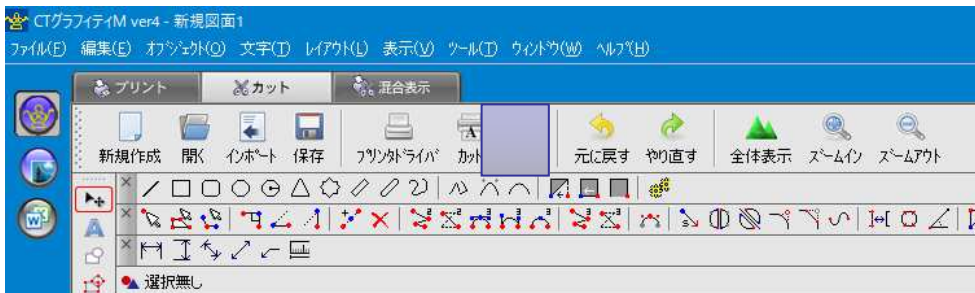 CTグラフィティM ver4 - 新規図面1
ファイル(F) 編集(E) オブジェクト(O) 文字(T) レイアウト(L) 表示(V) ツール(T) ウィンドウ(W) ヘルプ(H)
プリント カット 混合表示
新規作成 開く インポート 保存 プリンタドライバ カット 元に戻す やり直す 全体表示 ズームイン ズームアウト
選択無し